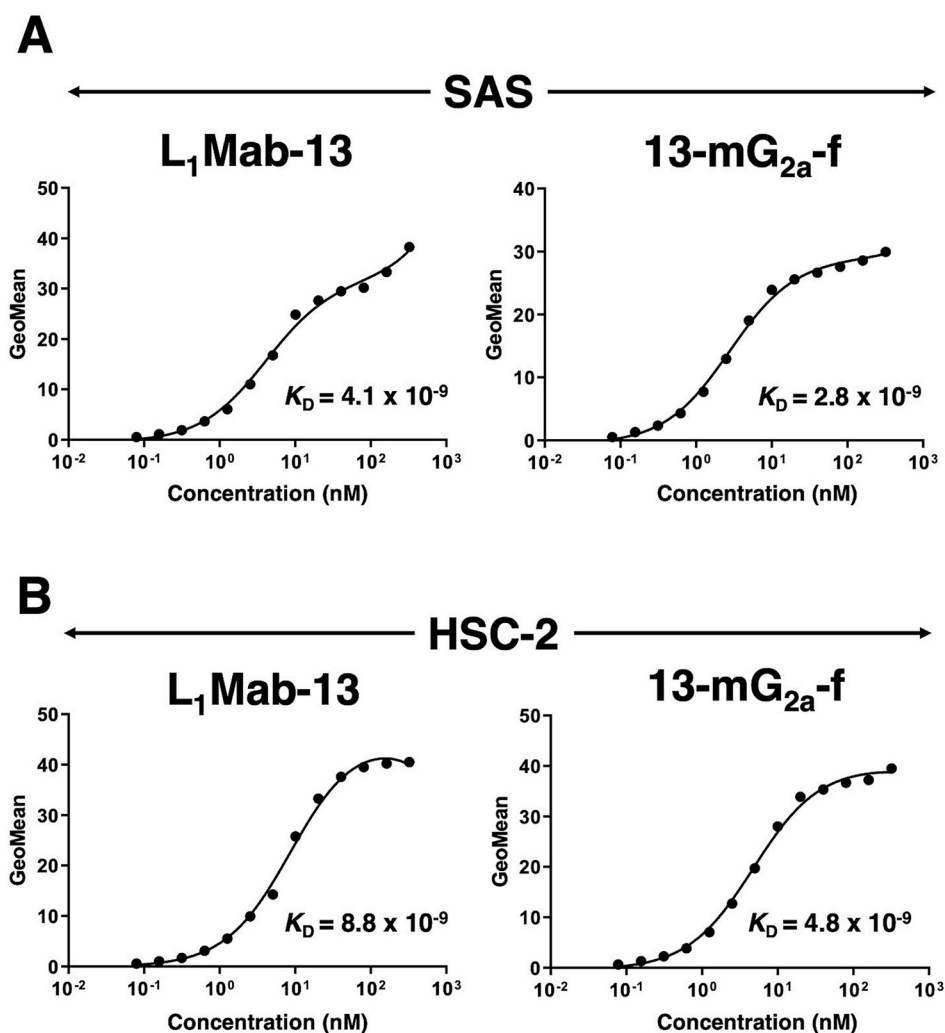 A
SAS
L₁Mab-13
13-mG₂ₐ-f
50
40
30
20
10
0
GeoMean
K_D = 4.1 x 10⁻⁹
10⁻² 10⁻¹ 10⁰ 10¹ 10² 10³
Concentration (nM)
40
30
20
10
0
GeoMean
K_D = 2.8 x 10⁻⁹
10⁻² 10⁻¹ 10⁰ 10¹ 10² 10³
Concentration (nM)
B
HSC-2
L₁Mab-13
13-mG₂ₐ-f
50
40
30
20
10
0
GeoMean
K_D = 8.8 x 10⁻⁹
10⁻² 10⁻¹ 10⁰ 10¹ 10² 10³
Concentration (nM)
50
40
30
20
10
0
GeoMean
K_D = 4.8 x 10⁻⁹
10⁻² 10⁻¹ 10⁰ 10¹ 10² 10³
Concentration (nM)